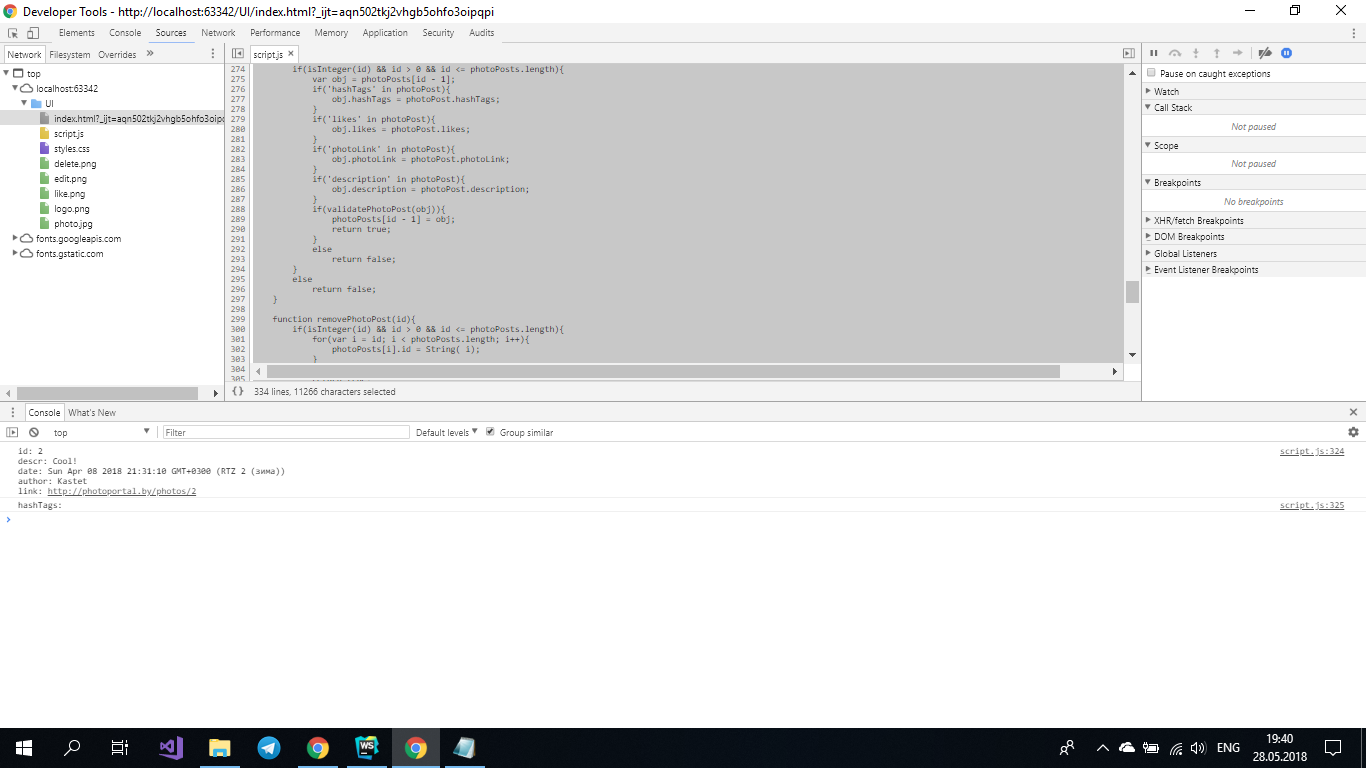 Developer Tools - http://localhost:63342/UI/index.html?_ijt=aqn502tkj2vhgb5ohfo3oipqpi
Elements Console Sources Network Performance Memory Application Security Audits
Network Filesystem Overrides »
script.js ×
top
localhost:63342
UI
index.html?_ijt=aqn502tkj2vhgb5ohfo3oipq
script.js
styles.css
delete.png
edit.png
like.png
logo.png
photo.jpg
fonts.googleapis.com
fonts.gstatic.com
274 if(isInteger(id) && id > 0 && id <= photoPosts.length){
275 var obj = photoPosts[id - 1];
276 if('hashTags' in photoPost){
277 obj.hashTags = photoPost.hashTags;
278 }
279 if('likes' in photoPost){
280 obj.likes = photoPost.likes;
281 }
282 if('photoLink' in photoPost){
283 obj.photoLink = photoPost.photoLink;
284 }
285 if('description' in photoPost){
286 obj.description = photoPost.description;
287 }
288 if(validatePhotoPost(obj)){
289 photoPosts[id - 1] = obj;
290 return true;
291 }
292 else
293 return false;
294 }
295 else
296 return false;
297 }
298
299 function removePhotoPost(id){
300 if(isInteger(id) && id > 0 && id <= photoPosts.length){
301 for(var i = id; i < photoPosts.length; i++){
302 photoPosts[i].id = String( i);
303 }
304
305
{} 334 lines, 11266 characters selected
Pause on caught exceptions
Watch
Call Stack
Not paused
Scope
Not paused
Breakpoints
No breakpoints
XHR/fetch Breakpoints
DOM Breakpoints
Global Listeners
Event Listener Breakpoints
Console What's New
top Filter Default levels Group similar
id: 2 script.js:324
descr: Cool!
date: Sun Apr 08 2018 21:31:10 GMT+0300 (RTZ 2 (зима))
author: Kastet
link: http://photoportal.by/photos/2
hashTags: script.js:325
WS
ENG
19:40
28.05.2018